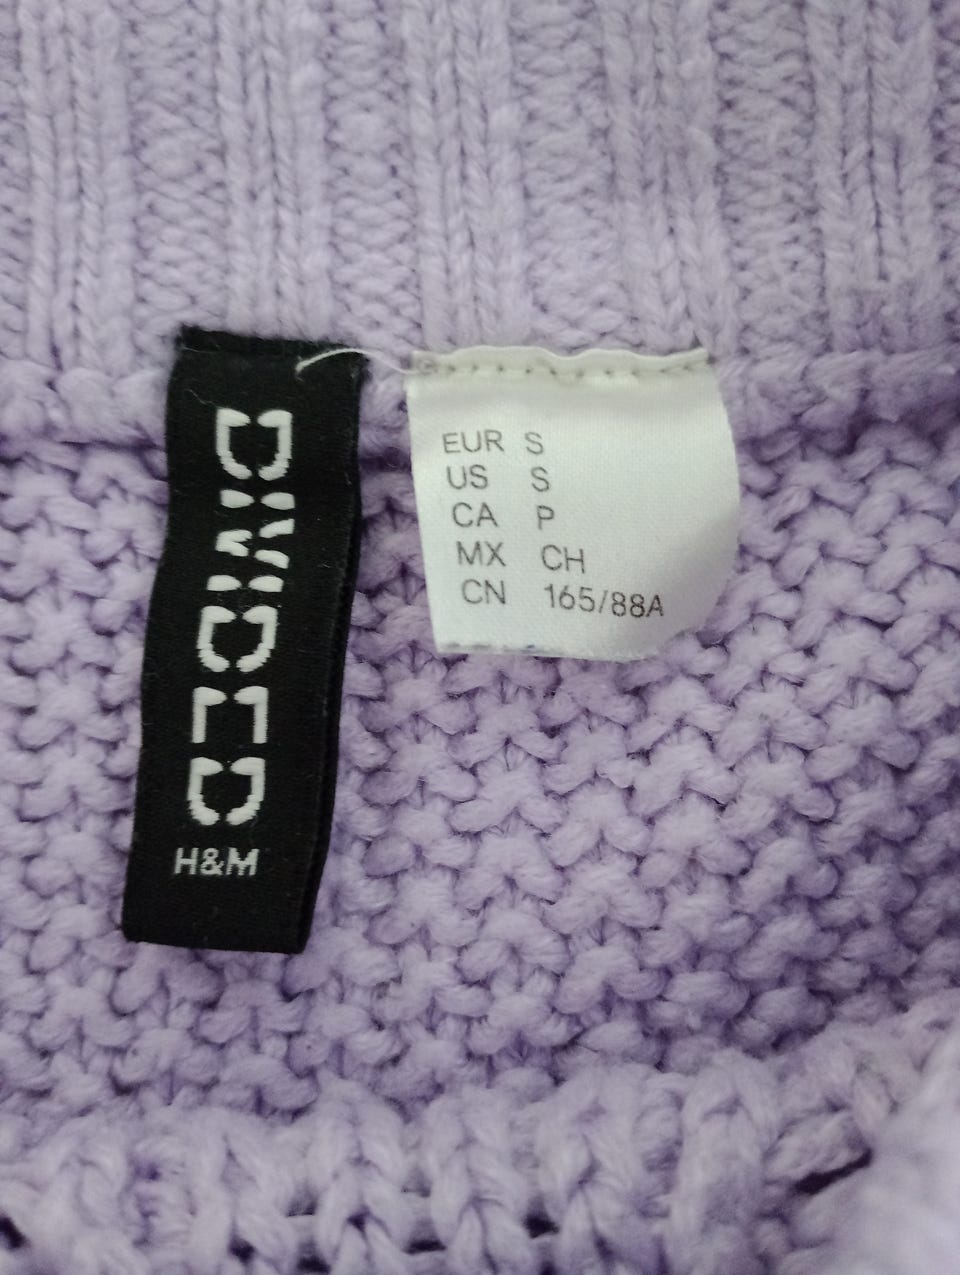 DIVIDED
H&M
EUR S
US S
CA P
MX CH
CN 165/88A